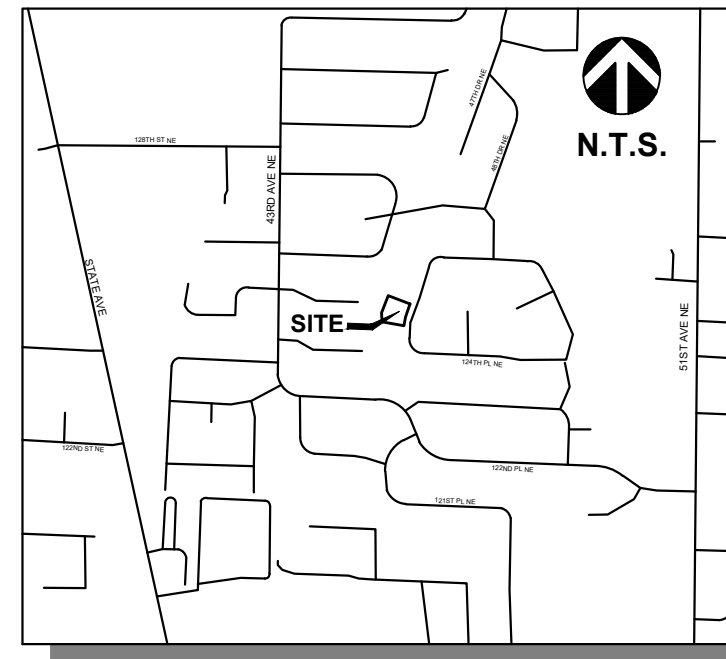 47TH DR NE
N.T.S.
128TH ST NE
48TH DR NE
43RD AVE NE
STATE AVE
SITE
51ST AVE NE
124TH PL NE
122ND ST NE
122ND PL NE
121ST PL NE